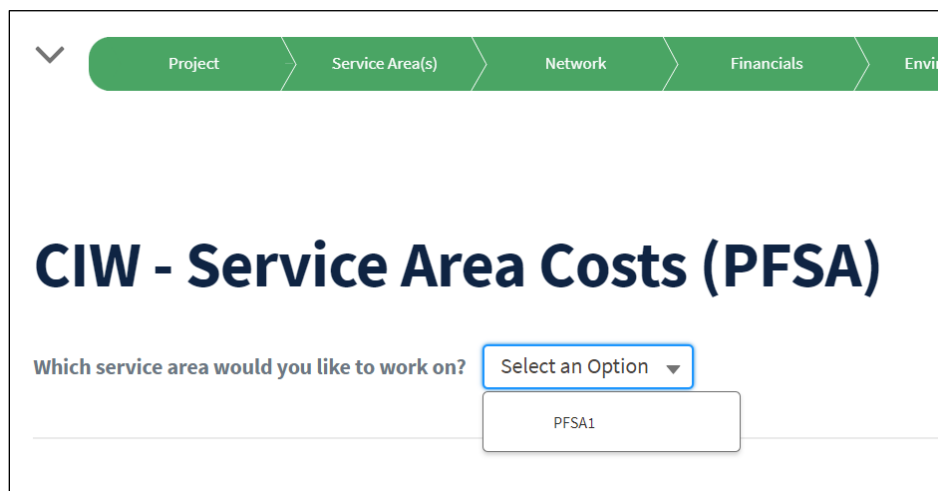 Project
Service Area(s)
Network
Financials
CIW - Service Area Costs (PFSA)
Which service area would you like to work on?
Select an Option
PFSA1